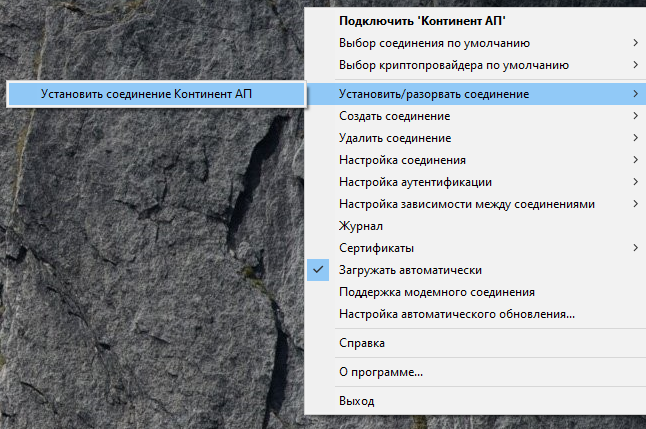 Подключить 'Континент АП'
Выбор соединения по умолчанию
Выбор криптопровайдера по умолчанию
Установить/разорвать соединение
Установить соединение Континент АП
Создать соединение
Удалить соединение
Настройка соединения
Настройка аутентификации
Настройка зависимости между соединениями
Журнал
Сертификаты
Загружать автоматически
Поддержка модемного соединения
Настройка автоматического обновления...
Справка
О программе...
Выход